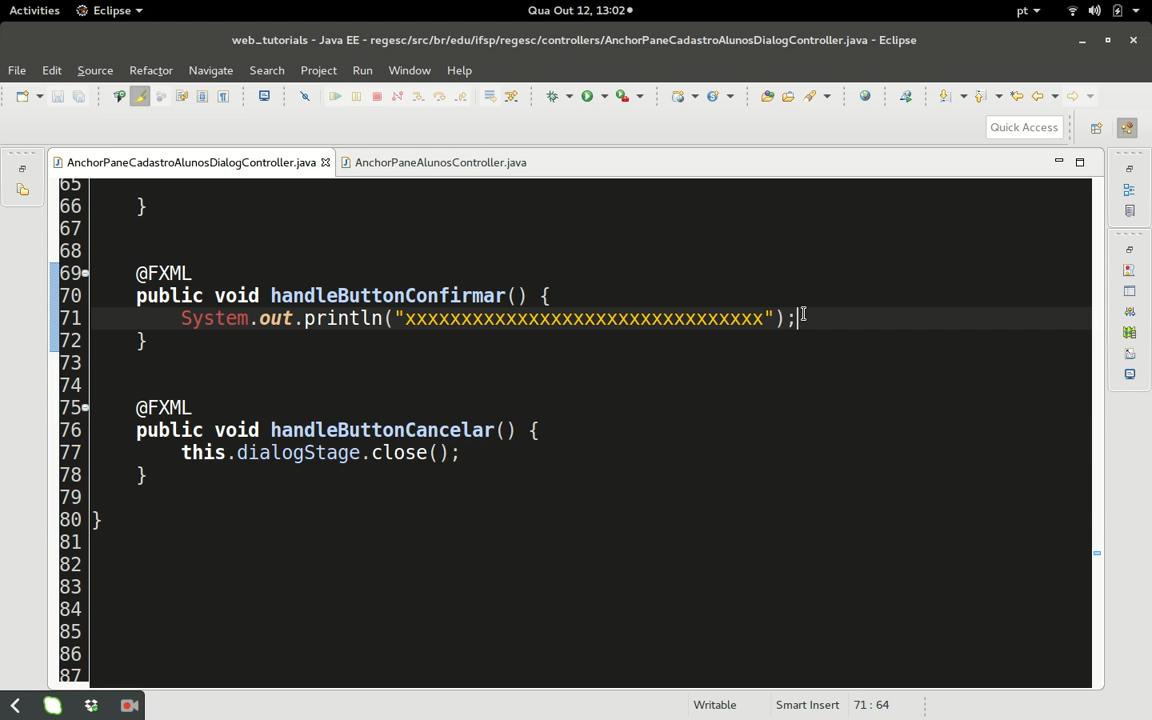 Activities Eclipse Qua Out 12, 13:02 pt
web_tutorials - Java EE - regesc/src/br/edu/ifsp/regesc/controllers/AnchorPaneCadastroAlunosDialogController.java - Eclipse
File Edit Source Refactor Navigate Search Project Run Window Help
Quick Access
AnchorPaneCadastroAlunosDialogController.java AnchorPaneAlunosController.java
65
66 }
67
68
69 @FXML
70 public void handleButtonConfirmar() {
71 System.out.println("xxxxxxxxxxxxxxxxxxxxxxxxxxxxxxxx");
72 }
73
74
75 @FXML
76 public void handleButtonCancelar() {
77 this.dialogStage.close();
78 }
79
80 }
81
82
83
84
85
86
87
Writable Smart Insert 71 : 64